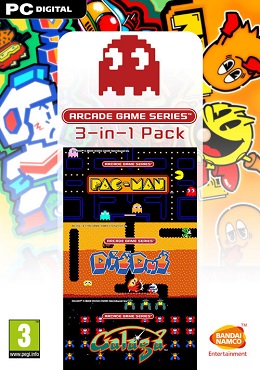 PC DIGITAL
ARCADE GAME SERIES™
3-in-1 Pack
ARCADE GAME SERIES
PAC-MAN
ARCADE GAME SERIES
DIG DUG
ARCADE GAME SERIES
Galaga
3
www.pegi.info
BANDAI
NAMCO
Entertainment